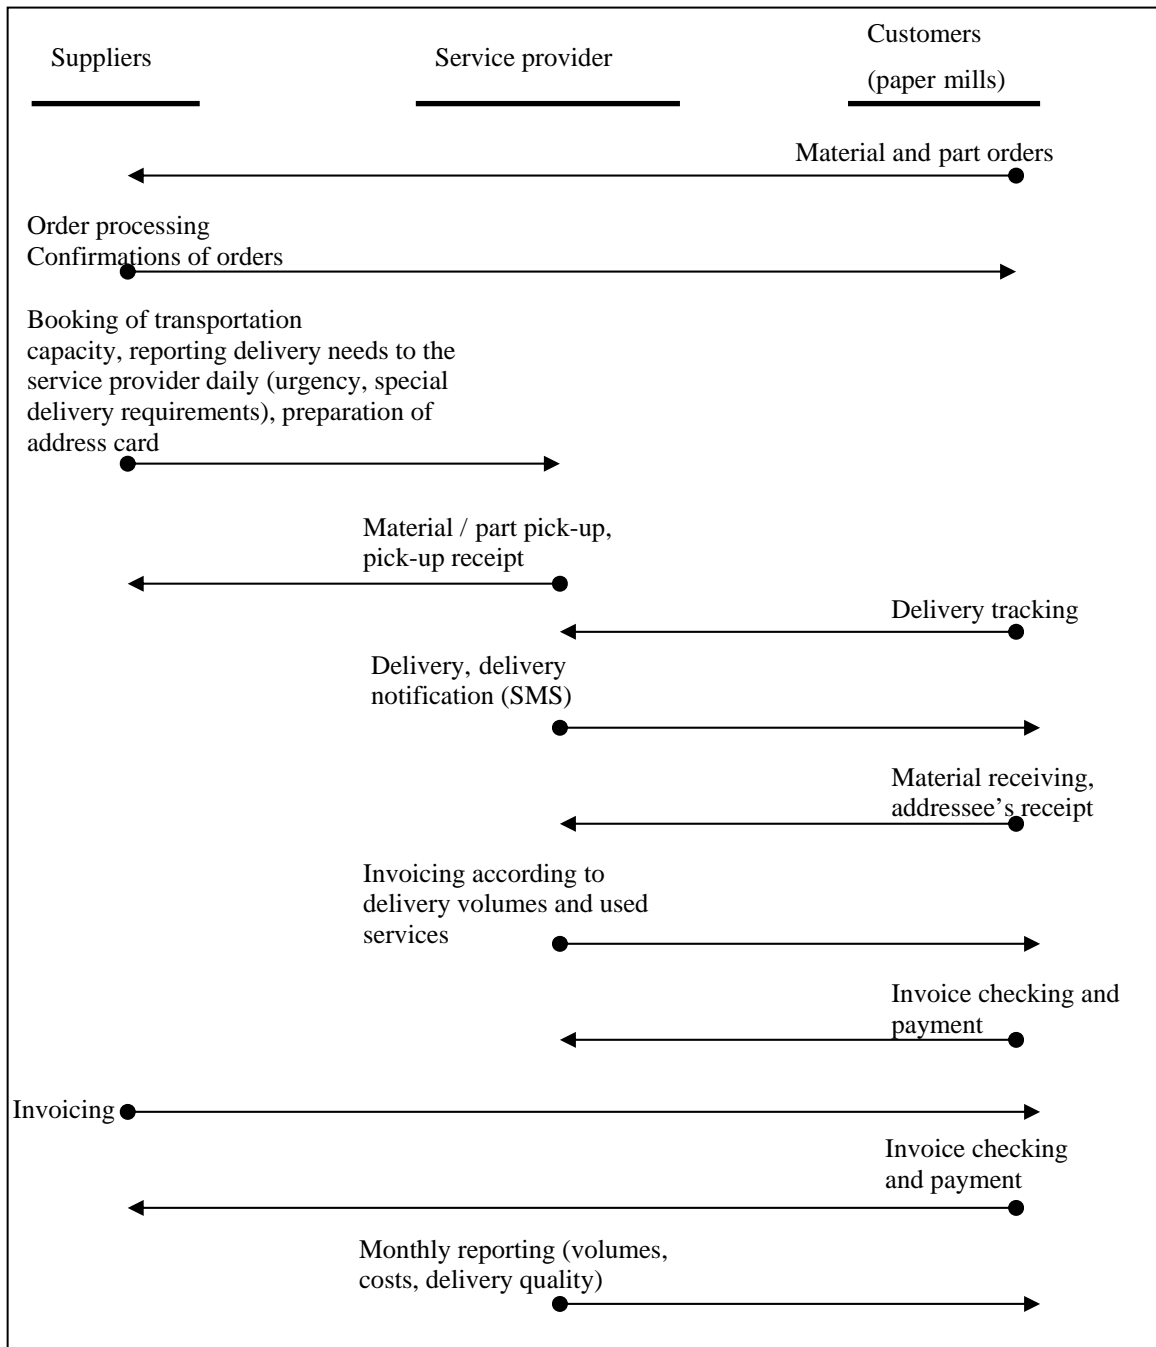 Suppliers
Service provider
Customers
(paper mills)
Material and part orders
Order processing
Confirmations of orders
Booking of transportation
capacity, reporting delivery needs to the
service provider daily (urgency, special
delivery requirements), preparation of
address card
Material / part pick-up,
pick-up receipt
Delivery tracking
Delivery, delivery
notification (SMS)
Material receiving,
addressee’s receipt
Invoicing according to
delivery volumes and used
services
Invoice checking and
payment
Invoicing
Invoice checking
and payment
Monthly reporting (volumes,
costs, delivery quality)